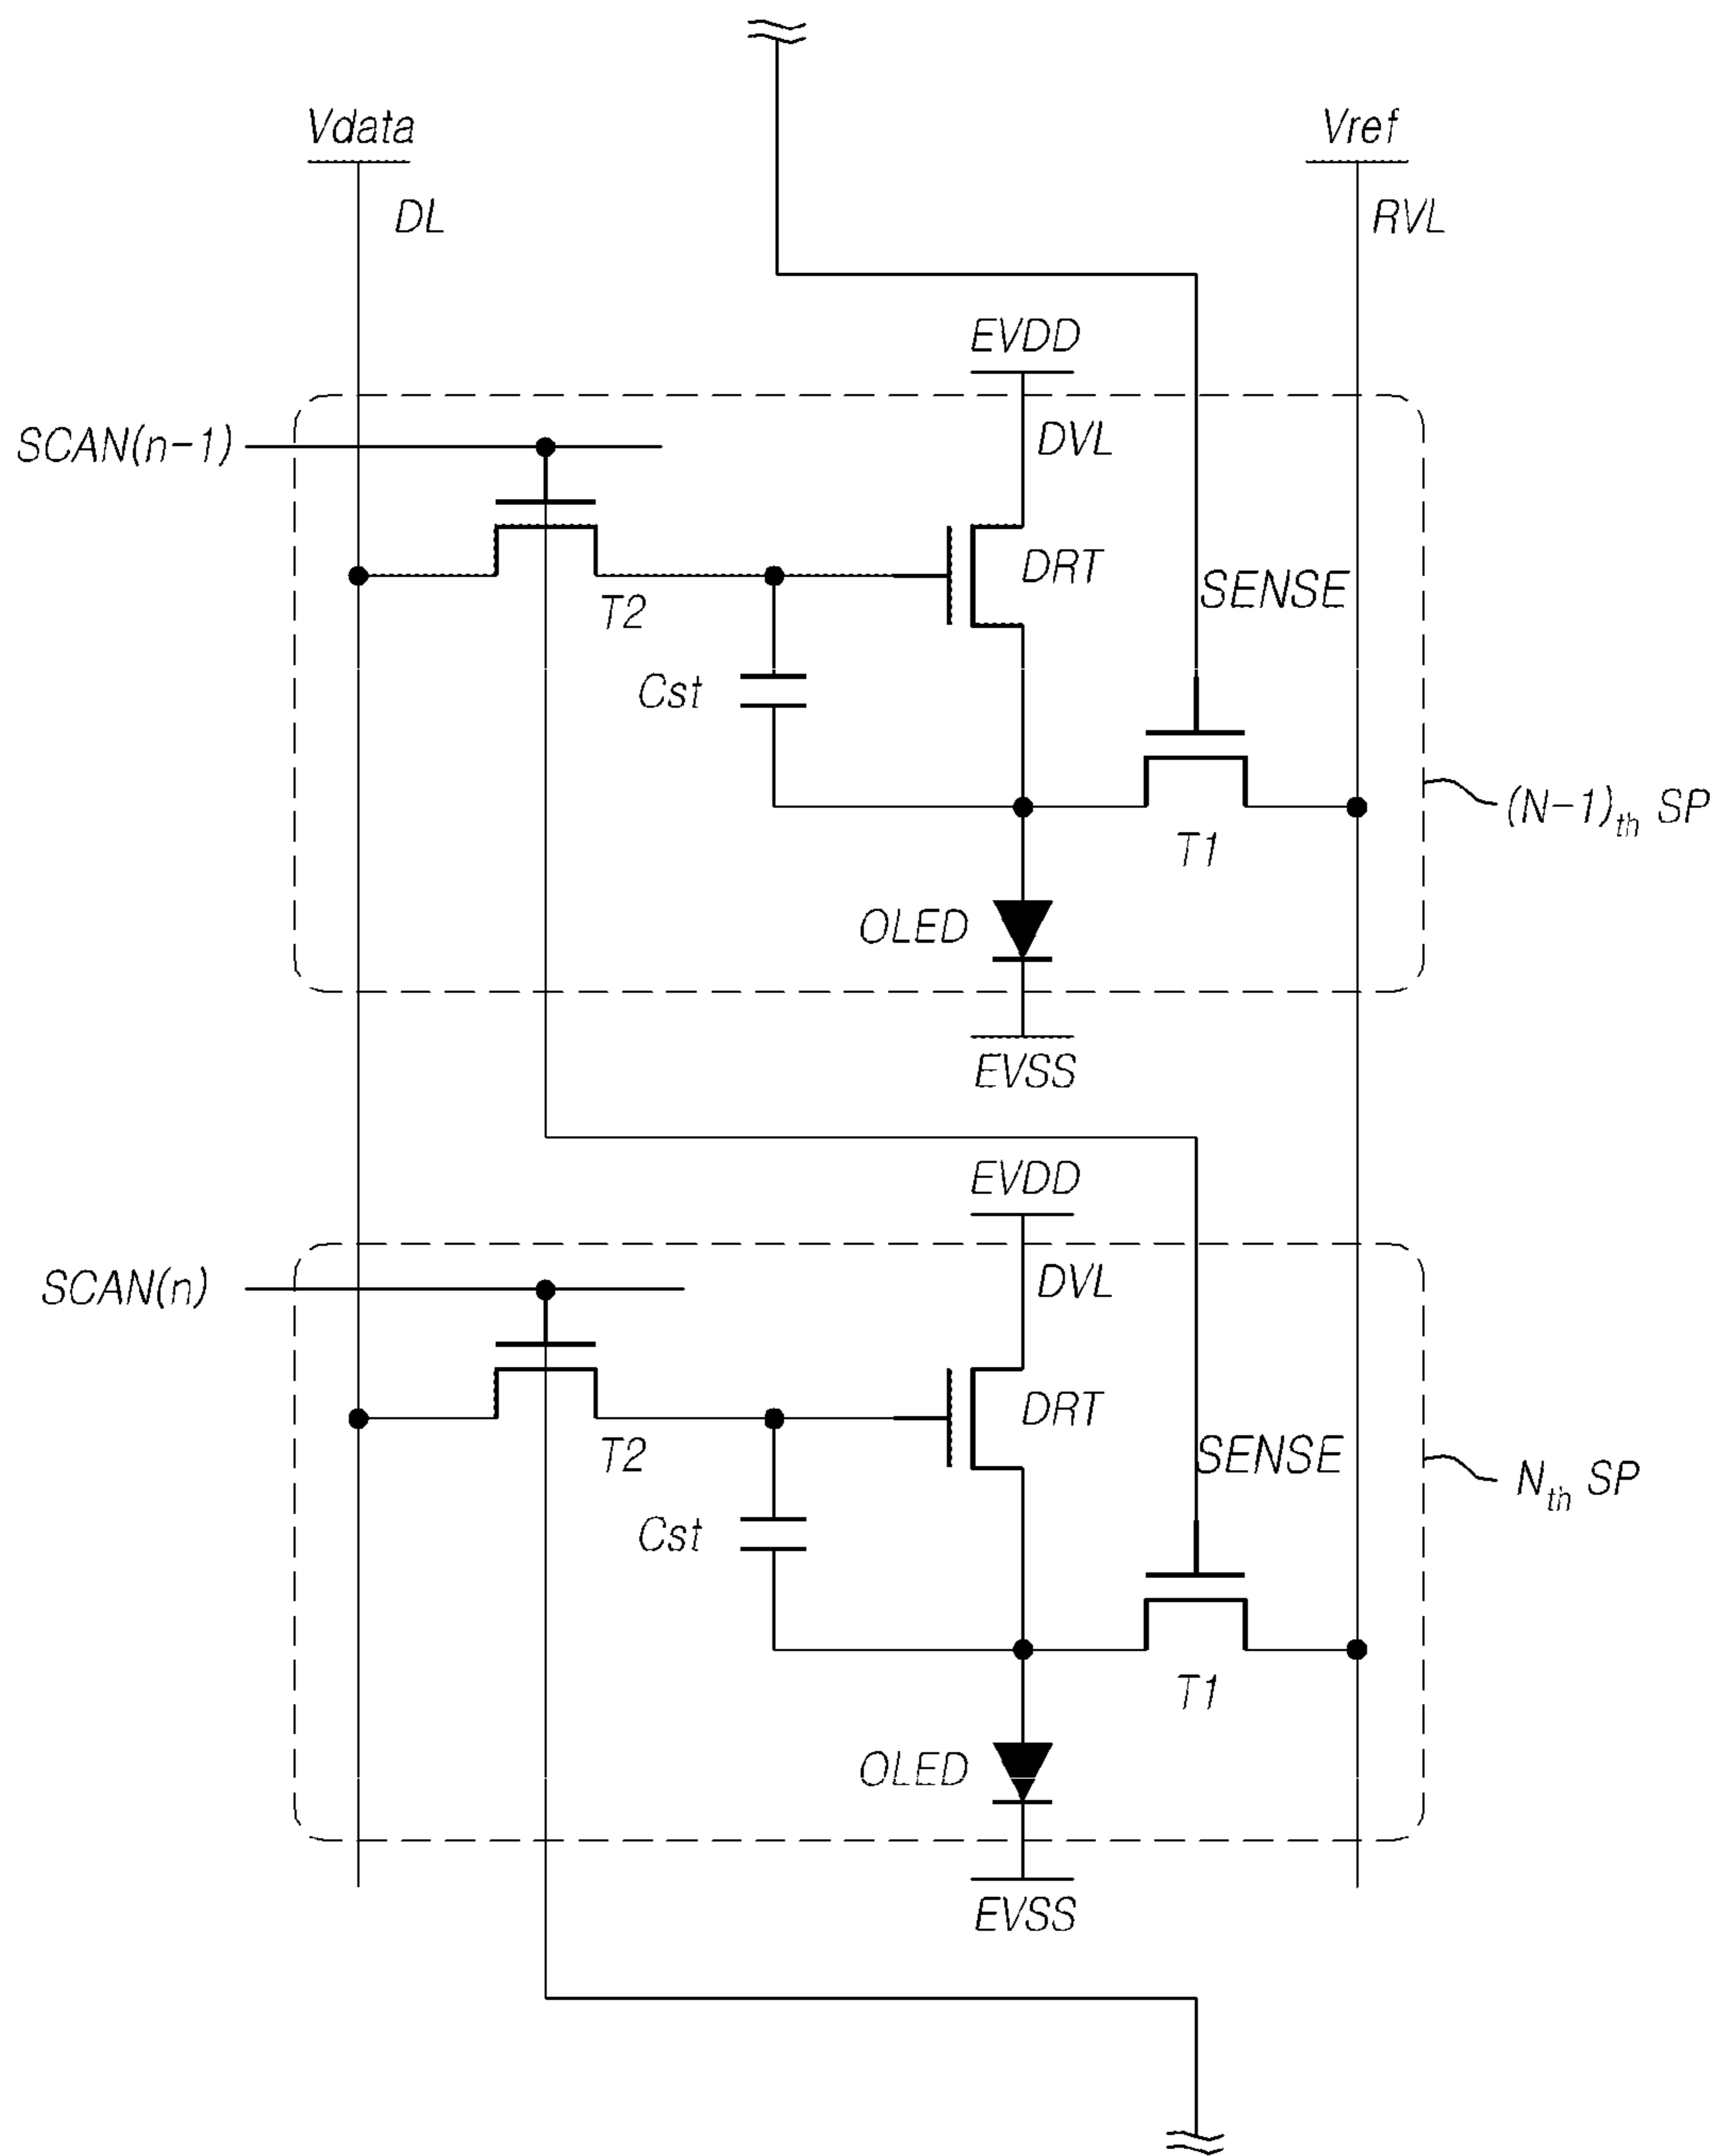 Vdata
Vref
DL
RVL
EVDD
SCAN(n-1)
DVL
DRT
SENSE
T2
Cst
(N-1)th SP
T1
OLED
EVSS
EVDD
SCAN(n)
DVL
DRT
SENSE
T2
Nth SP
Cst
T1
OLED
EVSS